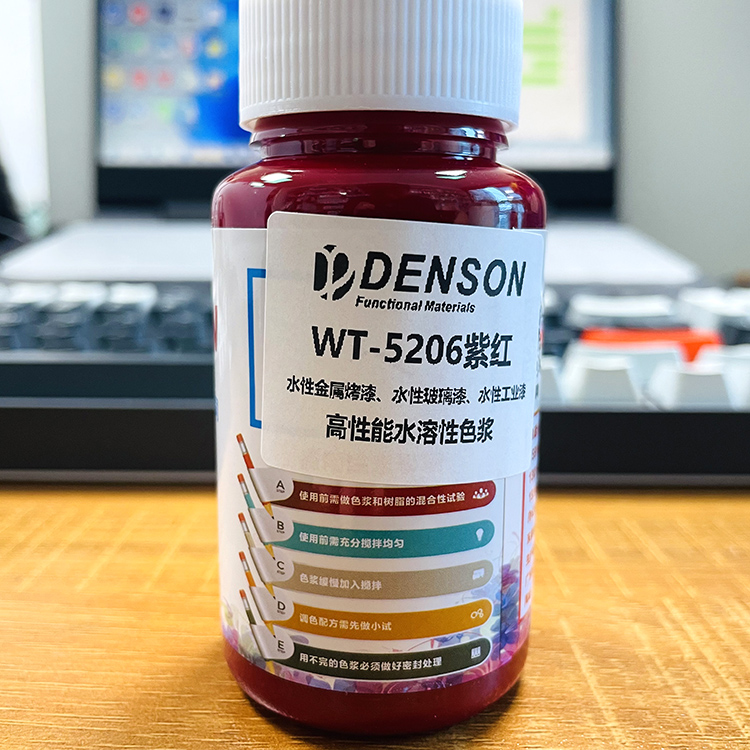 DENSON
Functional Materials
WT-5206紫红
水性金属烤漆、水性玻璃漆、水性工业漆
高性能水溶性色浆
A
使用前需做色浆和树脂的混合性试验
B
使用前需充分搅拌均匀
C
色浆缓慢加入搅拌
D
调色配方需先做小试
E
用不完的色浆必须做好密封处理